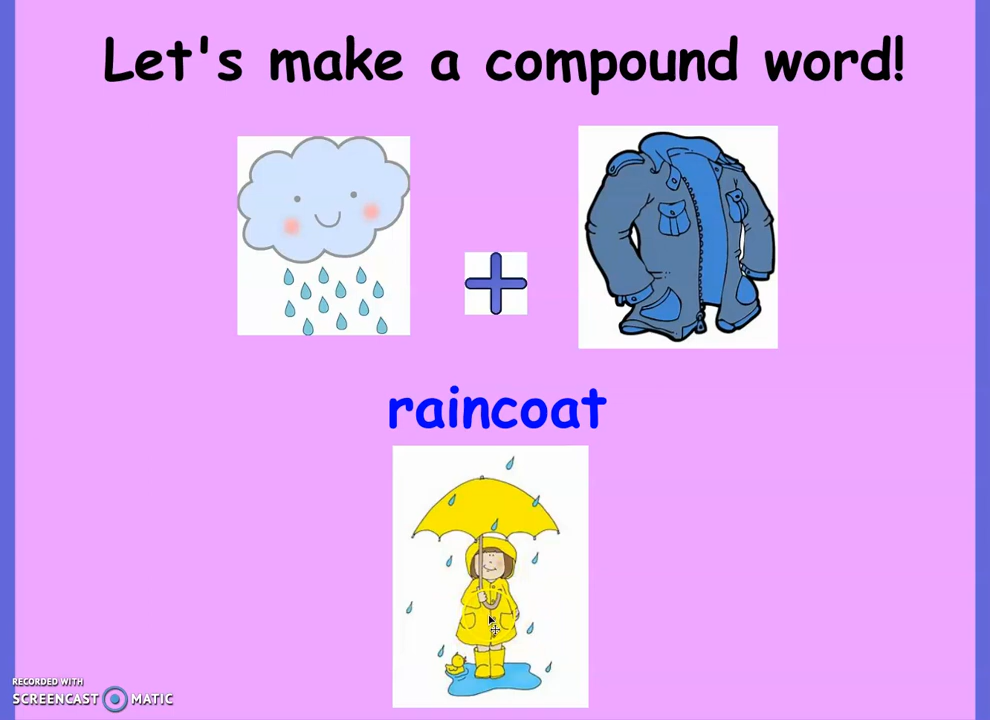 Let's make a compound word!
raincoat
RECORDED WITH
SCREENCAST MATIC